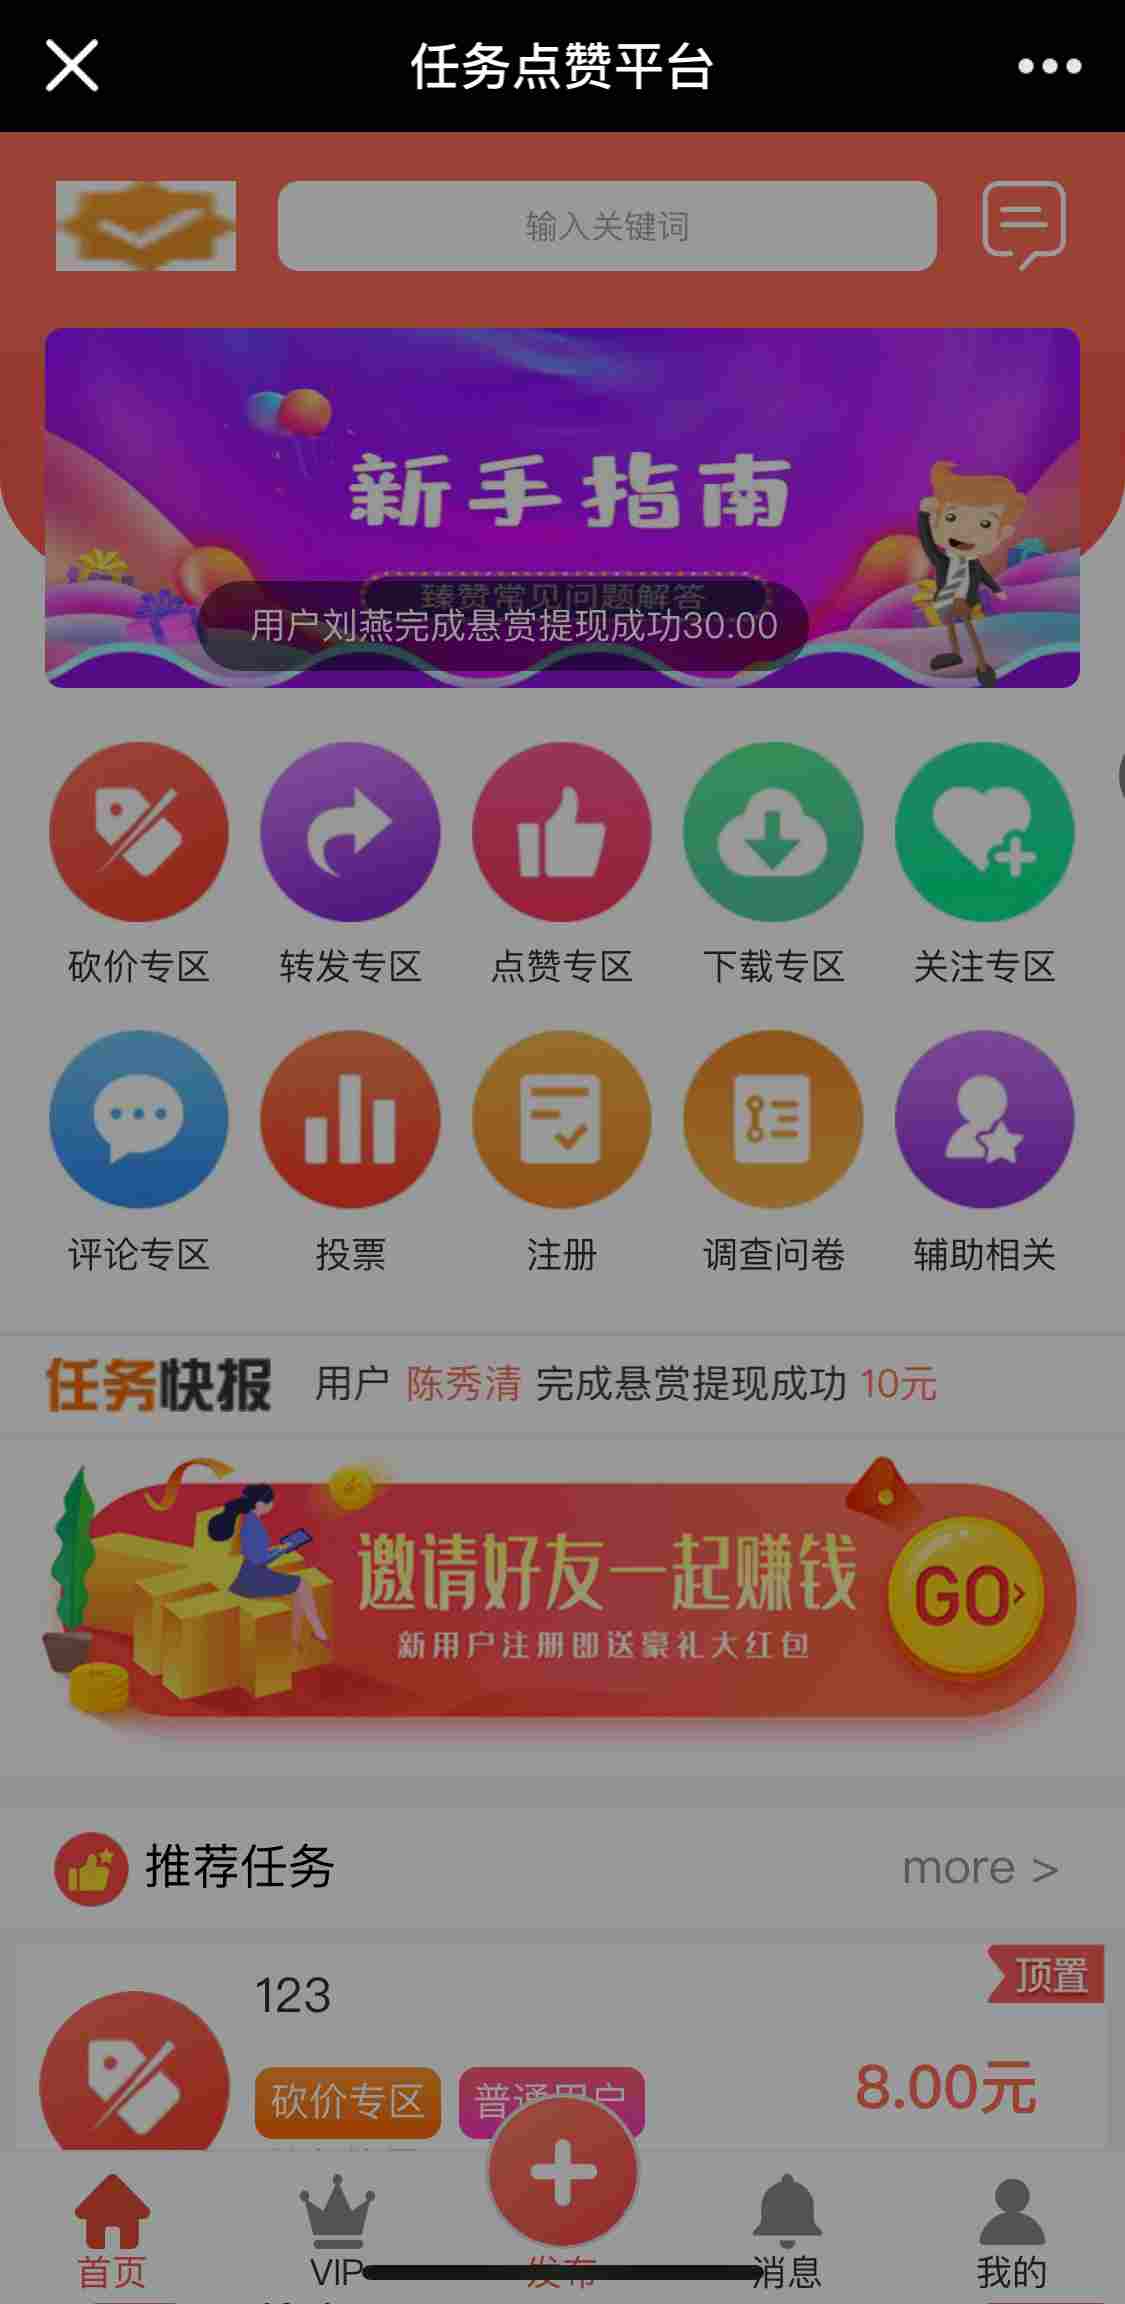 任务点赞平台
输入关键词
新手指南
臻赞常见问题解答
用户刘燕完成悬赏提现成功30.00
砍价专区
转发专区
点赞专区
下载专区
关注专区
评论专区
投票
注册
调查问卷
辅助相关
任务快报 用户 陈秀清 完成悬赏提现成功 10元
邀请好友一起赚钱
GO
新用户注册即送豪礼大红包
推荐任务 more >
顶置
123
砍价专区 普通用户 8.00元
首页 VIP 发布 消息 我的